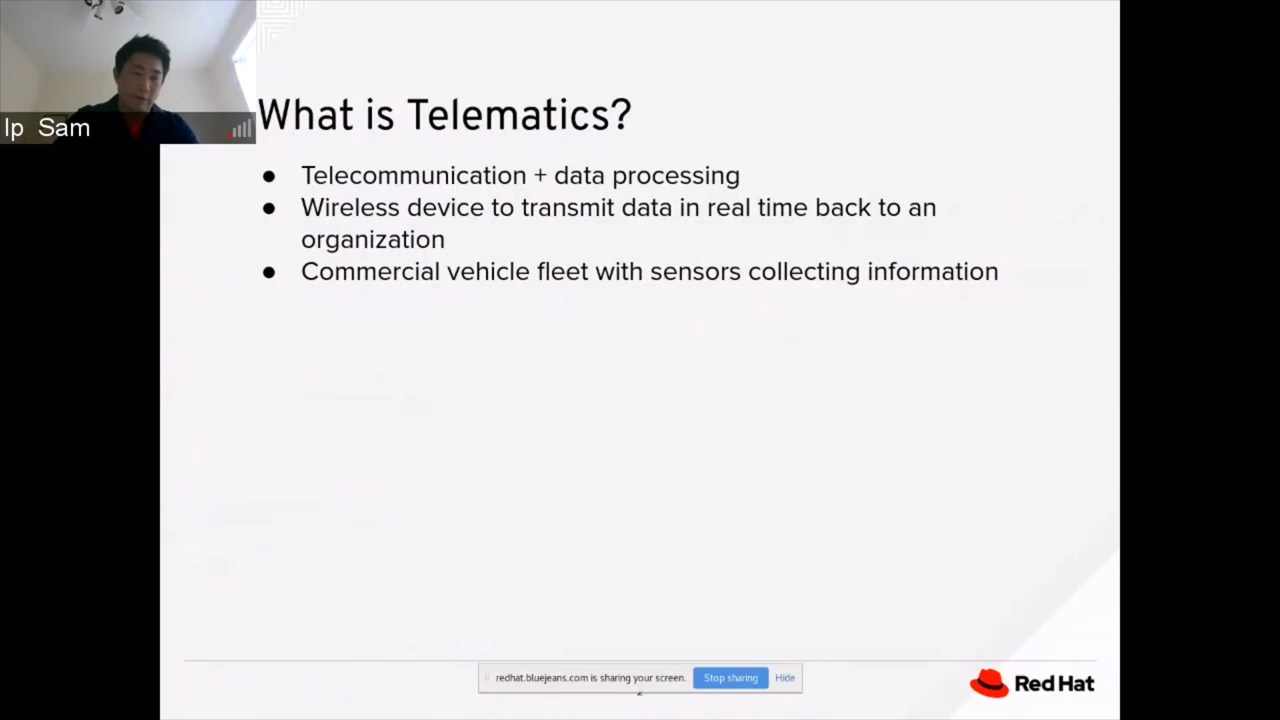 Ip Sam
What is Telematics?
● Telecommunication + data processing
● Wireless device to transmit data in real time back to an
organization
● Commercial vehicle fleet with sensors collecting information
redhat.bluejeans.com is sharing your screen. Stop sharing Hide
Red Hat